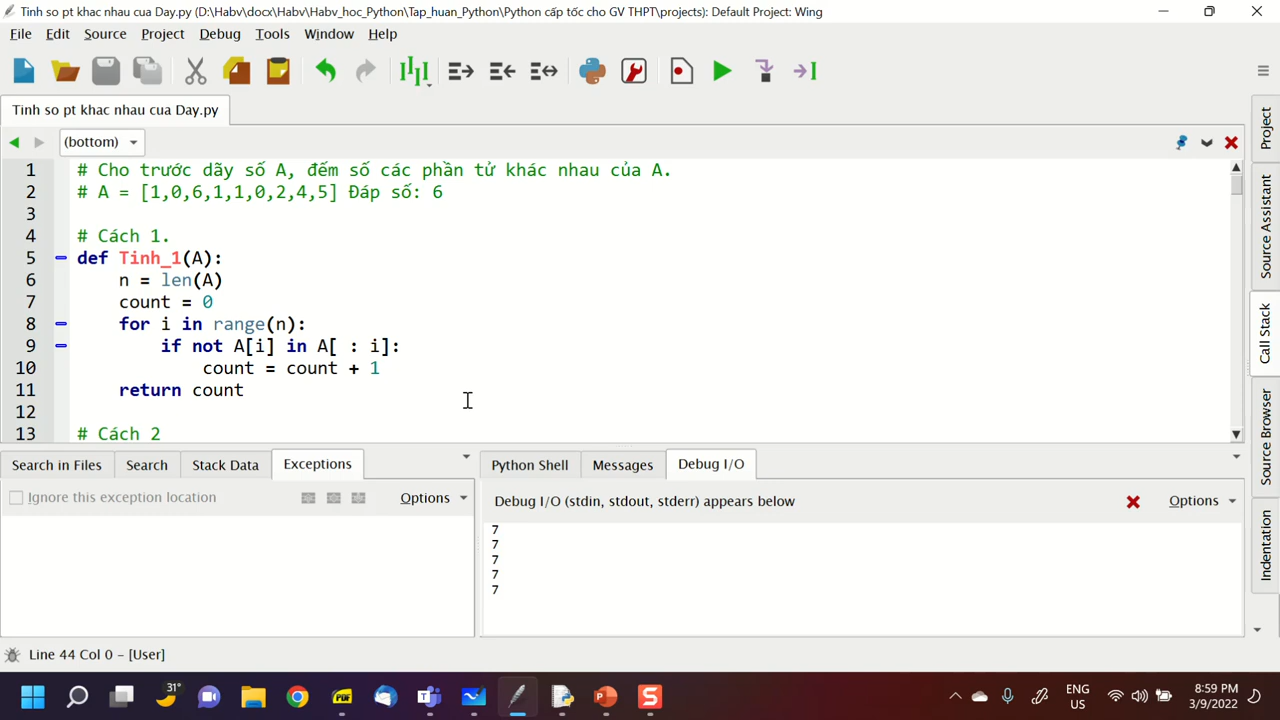 Tinh so pt khac nhau cua Day.py (D:\Habv\docx\Habv\Habv_hoc_Python\Tap_huan_Python\Python cấp tốc cho GV THPT\projects): Default Project: Wing
File Edit Source Project Debug Tools Window Help
Tinh so pt khac nhau cua Day.py
(bottom)
1 # Cho trước dãy số A, đếm số các phần tử khác nhau của A.
2 # A = [1,0,6,1,1,0,2,4,5] Đáp số: 6
3
4 # Cách 1.
5 def Tinh_1(A):
6 n = len(A)
7 count = 0
8 for i in range(n):
9 if not A[i] in A[ : i]:
10 count = count + 1
11 return count
12
13 # Cách 2
Project
Source Assistant
Call Stack
Source Browser
Indentation
Search in Files Search Stack Data Exceptions
Ignore this exception location Options
Python Shell Messages Debug I/O
Debug I/O (stdin, stdout, stderr) appears below Options
7
7
7
7
7
Line 44 Col 0 – [User]
31°
PDF
S
ENG
US
8:59 PM
3/9/2022